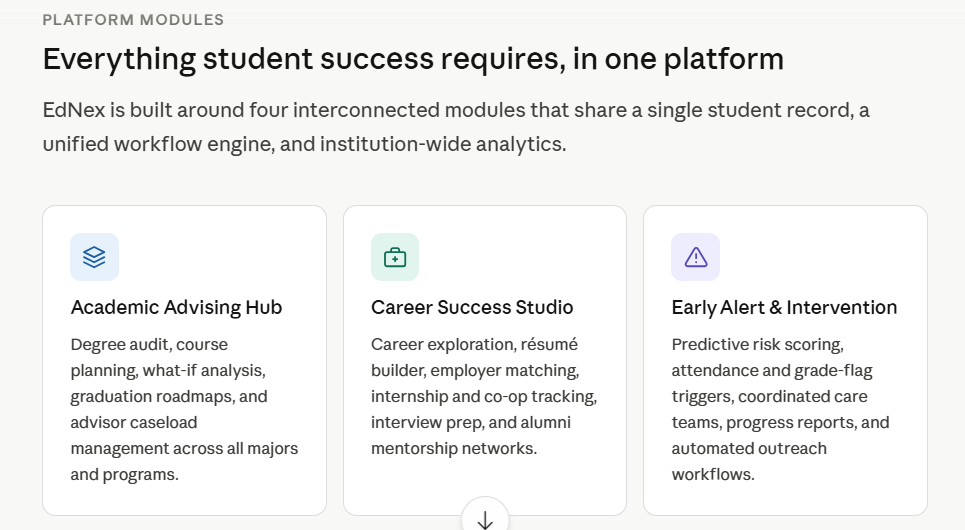 PLATFORM MODULES
Everything student success requires, in one platform
EdNex is built around four interconnected modules that share a single student record, a
unified workflow engine, and institution-wide analytics.
Academic Advising Hub
Degree audit, course
planning, what-if analysis,
graduation roadmaps, and
advisor caseload
management across all majors
and programs.
Career Success Studio
Career exploration, résumé
builder, employer matching,
internship and co-op tracking,
interview prep, and alumni
mentorship networks.
Early Alert & Intervention
Predictive risk scoring,
attendance and grade-flag
triggers, coordinated care
teams, progress reports, and
automated outreach
workflows.